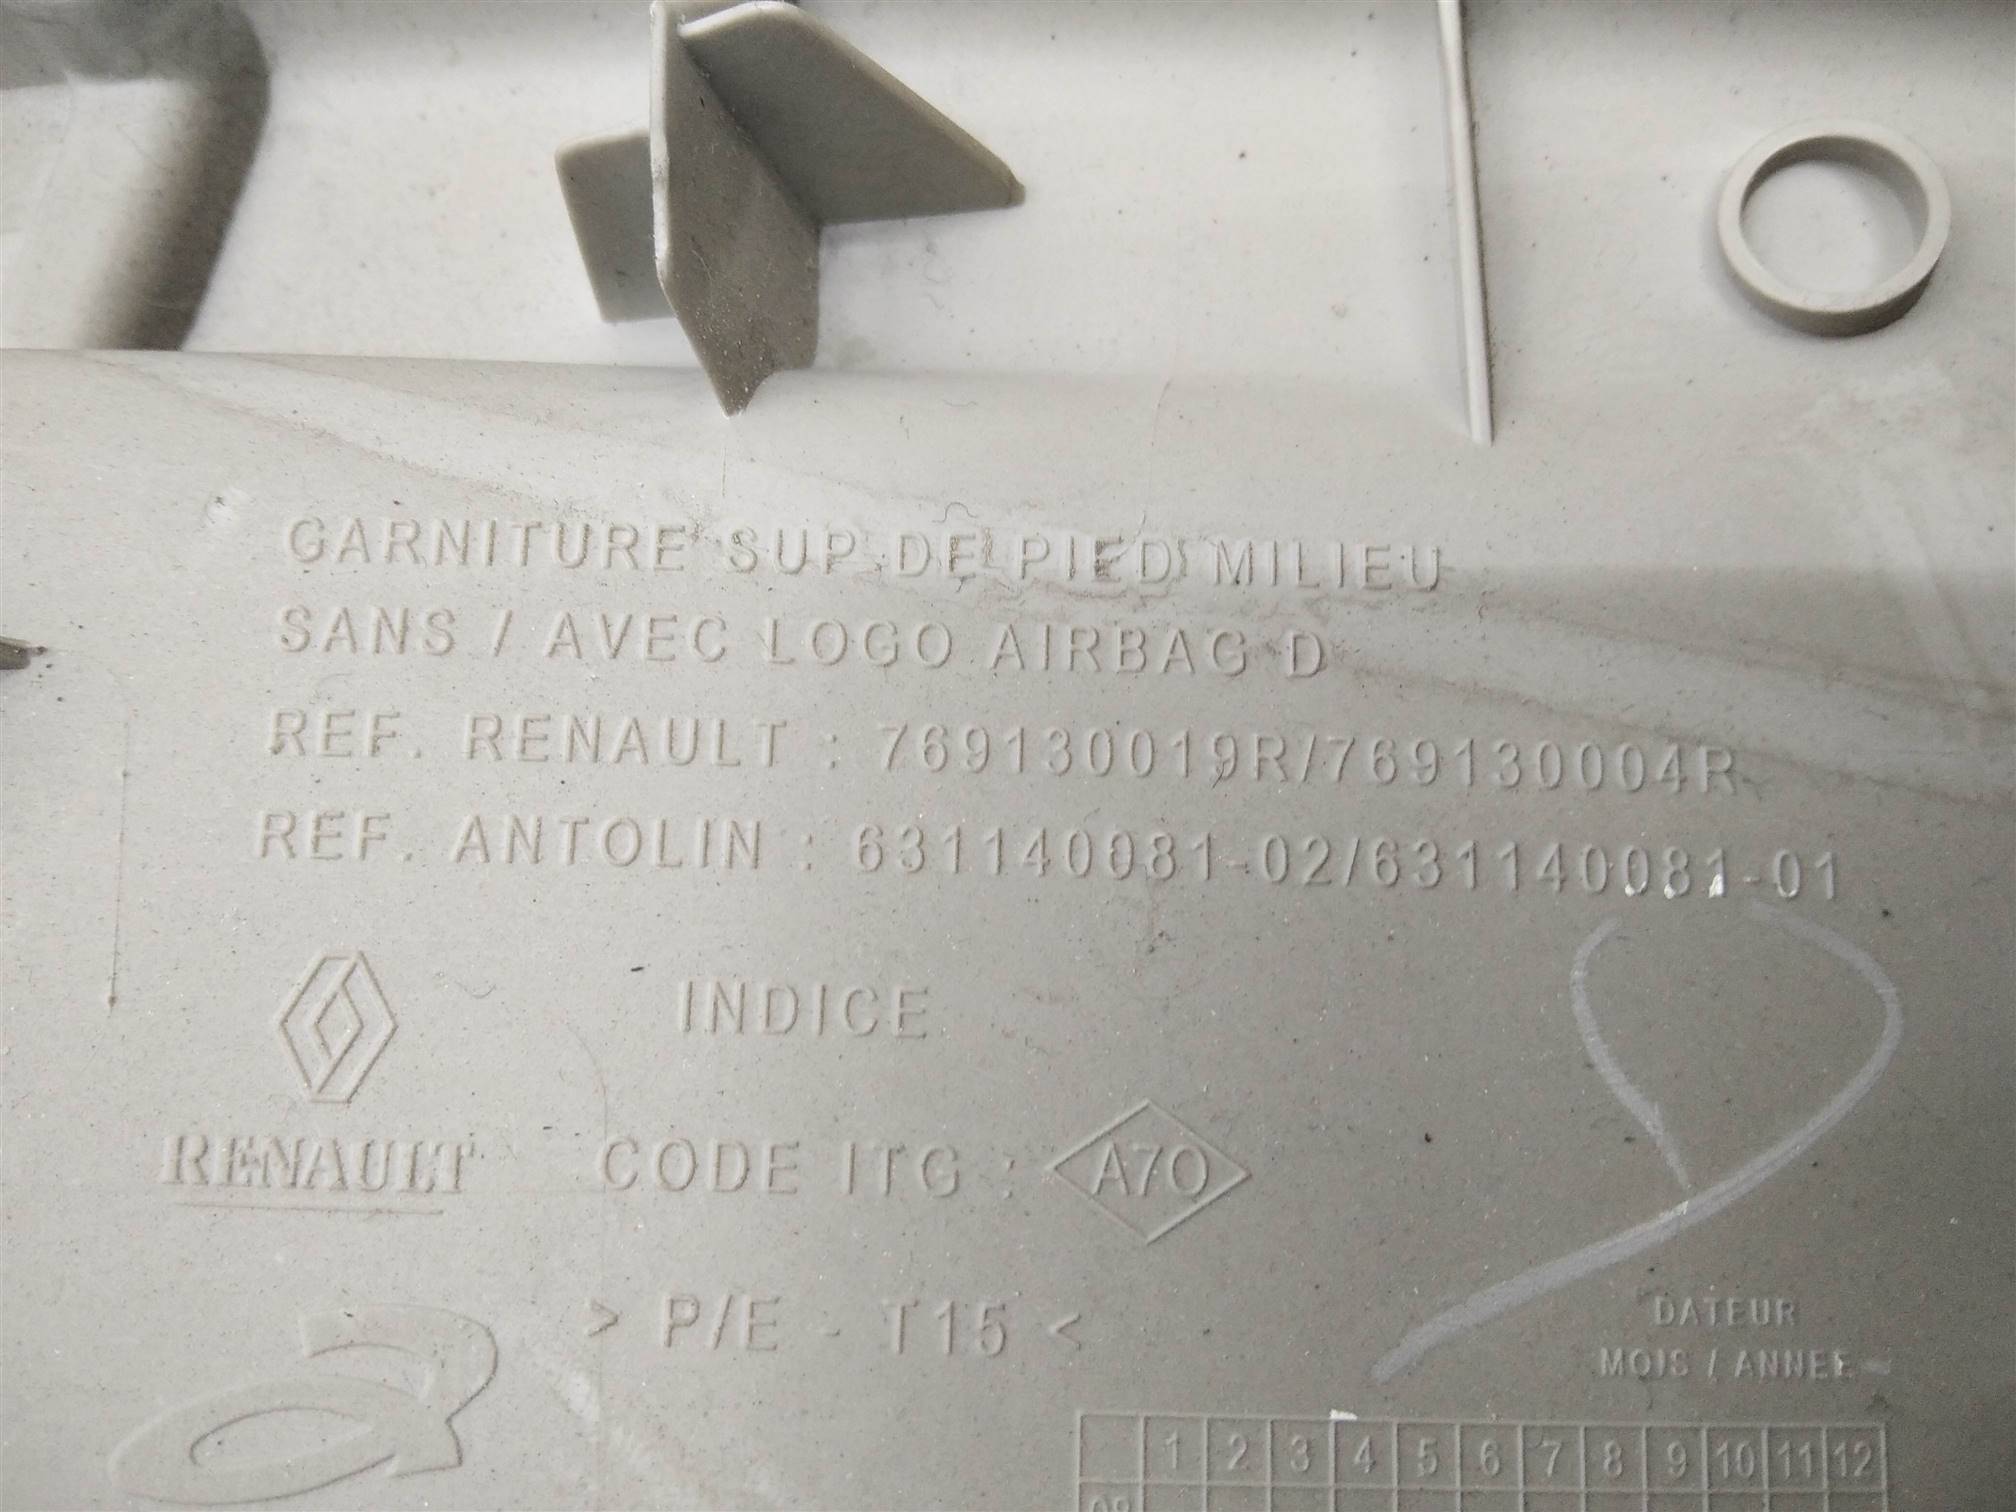 GARNITURE SUP DE PIED MILIEU
SANS / AVEC LOGO AIRBAG D
REF. RENAULT : 769130019R/769130004R
REF. ANTOLIN : 631140081-02/631140081-01
INDICE
RENAULT CODE ITG : A70
> P/E - T15 <
DATEUR
MOIS / ANNEE
1 2 3 4 5 6 7 8 9 10 11 12